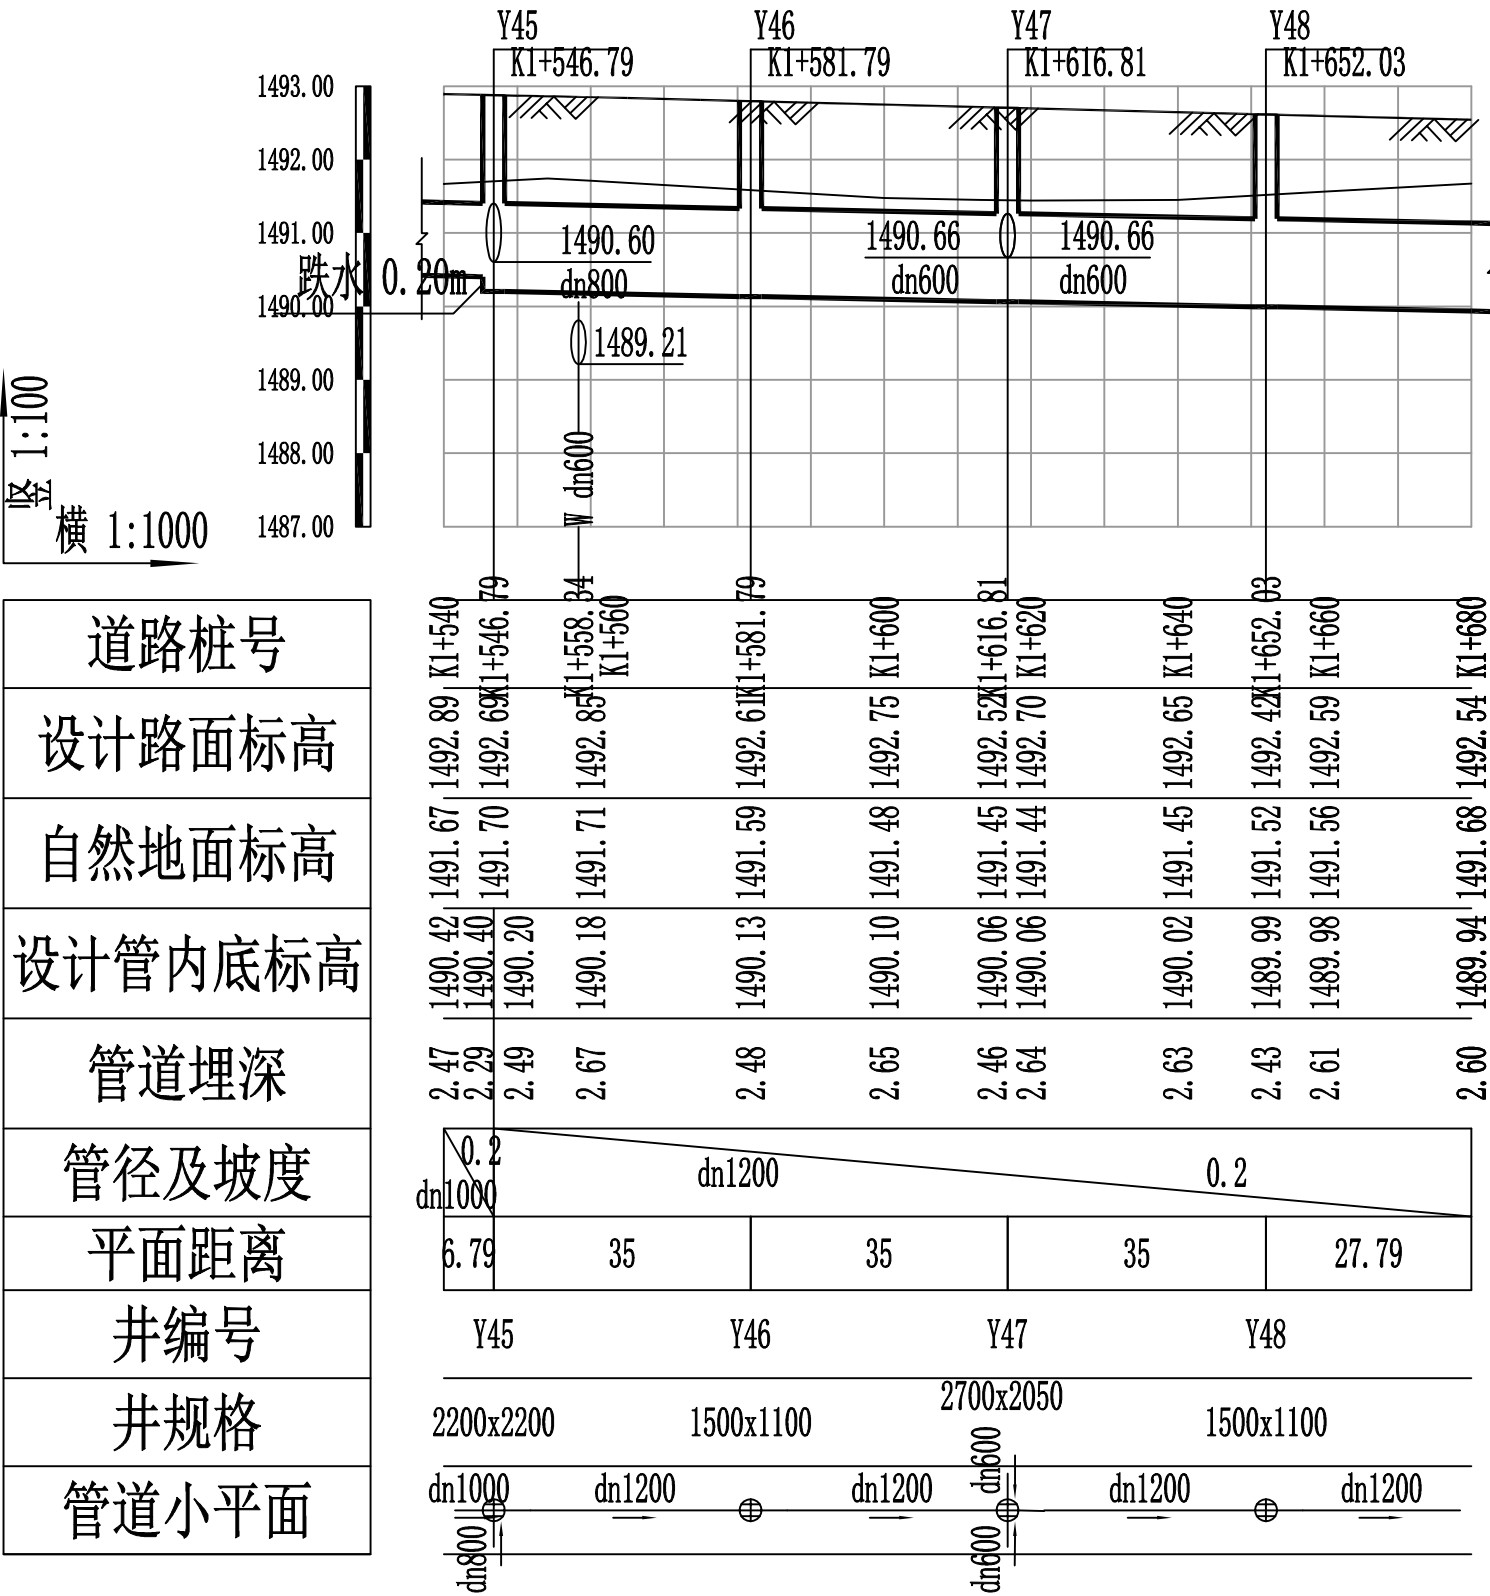 Y45 Y46 Y47 Y48
K1+546.79 K1+581.79 K1+616.81 K1+652.03
1493.00
1492.00
1491.00
1490.00
1489.00
1488.00
1487.00
1490.60
dn800
1490.66
dn600
1490.66
dn600
跌水 0.20m
1489.21
W dn600
竖 1:100
横 1:1000
道路桩号 K1+540 K1+546.79 K1+558.34 K1+560 K1+581.79 K1+600 K1+616.81 K1+620 K1+640 K1+652.03 K1+660 K1+680
设计路面标高 1492.89 1492.69 1492.85 1492.61 1492.75 1492.52 1492.70 1492.65 1492.42 1492.59 1492.54
自然地面标高 1491.67 1491.70 1491.71 1491.59 1491.48 1491.45 1491.44 1491.45 1491.52 1491.56 1491.68
设计管内底标高 1490.42 1490.40 1490.20 1490.18 1490.13 1490.10 1490.06 1490.06 1490.02 1489.99 1489.98 1489.94
管道埋深 2.47 2.29 2.49 2.67 2.48 2.65 2.46 2.64 2.63 2.43 2.61 2.60
管径及坡度 dn1000 0.2 dn1200 0.2
平面距离 6.79 35 35 35 27.79
井编号 Y45 Y46 Y47 Y48
井规格 2200x2200 1500x1100 2700x2050 1500x1100
管道小平面 dn1000 dn800 dn1200 dn1200 dn600 dn600 dn1200 dn1200